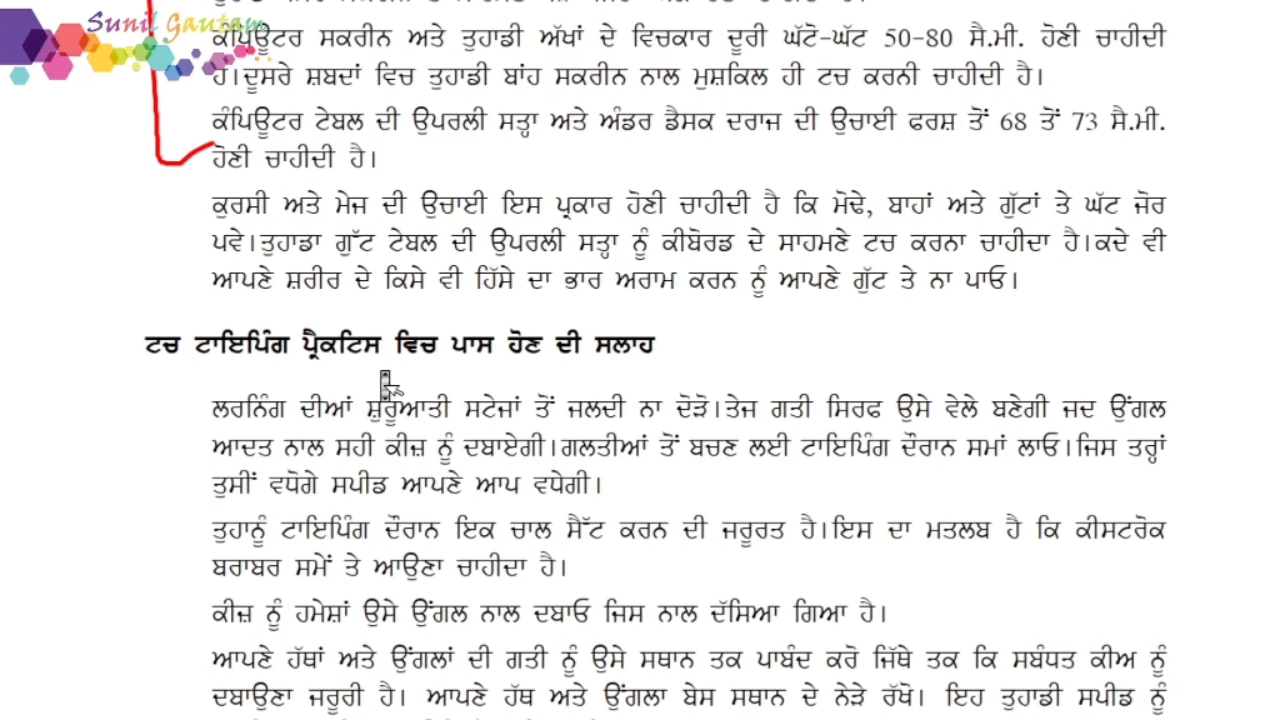 Sunil Gautam
ਕੰਪਿਊਟਰ ਸਕਰੀਨ ਅਤੇ ਤੁਹਾਡੀ ਅੱਖਾਂ ਦੇ ਵਿਚਕਾਰ ਦੂਰੀ ਘੱਟੋ-ਘੱਟ 50-80 ਸੈ.ਮੀ. ਹੋਣੀ ਚਾਹੀਦੀ
ਹੈ।ਦੂਸਰੇ ਸ਼ਬਦਾਂ ਵਿਚ ਤੁਹਾਡੀ ਬਾਂਹ ਸਕਰੀਨ ਨਾਲ ਮੁਸ਼ਕਿਲ ਹੀ ਟਚ ਕਰਨੀ ਚਾਹੀਦੀ ਹੈ।
ਕੰਪਿਊਟਰ ਟੇਬਲ ਦੀ ਉਪਰਲੀ ਸਤ੍ਹਾ ਅਤੇ ਅੰਡਰ ਡੈਸਕ ਦਰਾਜ ਦੀ ਉਚਾਈ ਫਰਸ਼ ਤੋਂ 68 ਤੋਂ 73 ਸੈ.ਮੀ.
ਹੋਣੀ ਚਾਹੀਦੀ ਹੈ।
ਕੁਰਸੀ ਅਤੇ ਮੇਜ ਦੀ ਉਚਾਈ ਇਸ ਪ੍ਰਕਾਰ ਹੋਣੀ ਚਾਹੀਦੀ ਹੈ ਕਿ ਮੋਢੇ, ਬਾਹਾਂ ਅਤੇ ਗੁੱਟਾਂ ਤੇ ਘੱਟ ਜੋਰ
ਪਵੇ।ਤੁਹਾਡਾ ਗੁੱਟ ਟੇਬਲ ਦੀ ਉਪਰਲੀ ਸਤ੍ਹਾ ਨੂੰ ਕੀਬੋਰਡ ਦੇ ਸਾਹਮਣੇ ਟਚ ਕਰਨਾ ਚਾਹੀਦਾ ਹੈ।ਕਦੇ ਵੀ
ਆਪਣੇ ਸ਼ਰੀਰ ਦੇ ਕਿਸੇ ਵੀ ਹਿੱਸੇ ਦਾ ਭਾਰ ਅਰਾਮ ਕਰਨ ਨੂੰ ਆਪਣੇ ਗੁੱਟ ਤੇ ਨਾ ਪਾਓ।
ਟਚ ਟਾਇਪਿੰਗ ਪ੍ਰੈਕਟਿਸ ਵਿਚ ਪਾਸ ਹੋਣ ਦੀ ਸਲਾਹ
ਲਰਨਿੰਗ ਦੀਆਂ ਸ਼ੁਰੂਆਤੀ ਸਟੇਜਾਂ ਤੋਂ ਜਲਦੀ ਨਾ ਦੋੜੋ।ਤੇਜ ਗਤੀ ਸਿਰਫ ਉਸੇ ਵੇਲੇ ਬਣੇਗੀ ਜਦ ਉਂਗਲ
ਆਦਤ ਨਾਲ ਸਹੀ ਕੀਜ਼ ਨੂੰ ਦਬਾਏਗੀ।ਗਲਤੀਆਂ ਤੋਂ ਬਚਣ ਲਈ ਟਾਇਪਿੰਗ ਦੌਰਾਨ ਸਮਾਂ ਲਾਓ।ਜਿਸ ਤਰ੍ਹਾਂ
ਤੁਸੀਂ ਵਧੋਗੇ ਸਪੀਡ ਆਪਣੇ ਆਪ ਵਧੇਗੀ।
ਤੁਹਾਨੂੰ ਟਾਇਪਿੰਗ ਦੌਰਾਨ ਇਕ ਚਾਲ ਸੈੱਟ ਕਰਨ ਦੀ ਜਰੂਰਤ ਹੈ।ਇਸ ਦਾ ਮਤਲਬ ਹੈ ਕਿ ਕੀਸਟਰੋਕ
ਬਰਾਬਰ ਸਮੇਂ ਤੇ ਆਉਣਾ ਚਾਹੀਦਾ ਹੈ।
ਕੀਜ਼ ਨੂੰ ਹਮੇਸ਼ਾਂ ਉਸੇ ਉਂਗਲ ਨਾਲ ਦਬਾਓ ਜਿਸ ਨਾਲ ਦੱਸਿਆ ਗਿਆ ਹੈ।
ਆਪਣੇ ਹੱਥਾਂ ਅਤੇ ਉਂਗਲਾਂ ਦੀ ਗਤੀ ਨੂੰ ਉਸੇ ਸਥਾਨ ਤਕ ਪਾਬੰਦ ਕਰੋ ਜਿੱਥੇ ਤਕ ਕਿ ਸਬੰਧਤ ਕੀਅ ਨੂੰ
ਦਬਾਉਣਾ ਜਰੂਰੀ ਹੈ। ਆਪਣੇ ਹੱਥ ਅਤੇ ਉਂਗਲਾ ਬੇਸ ਸਥਾਨ ਦੇ ਨੇੜੇ ਰੱਖੋ। ਇਹ ਤੁਹਾਡੀ ਸਪੀਡ ਨੂੰ